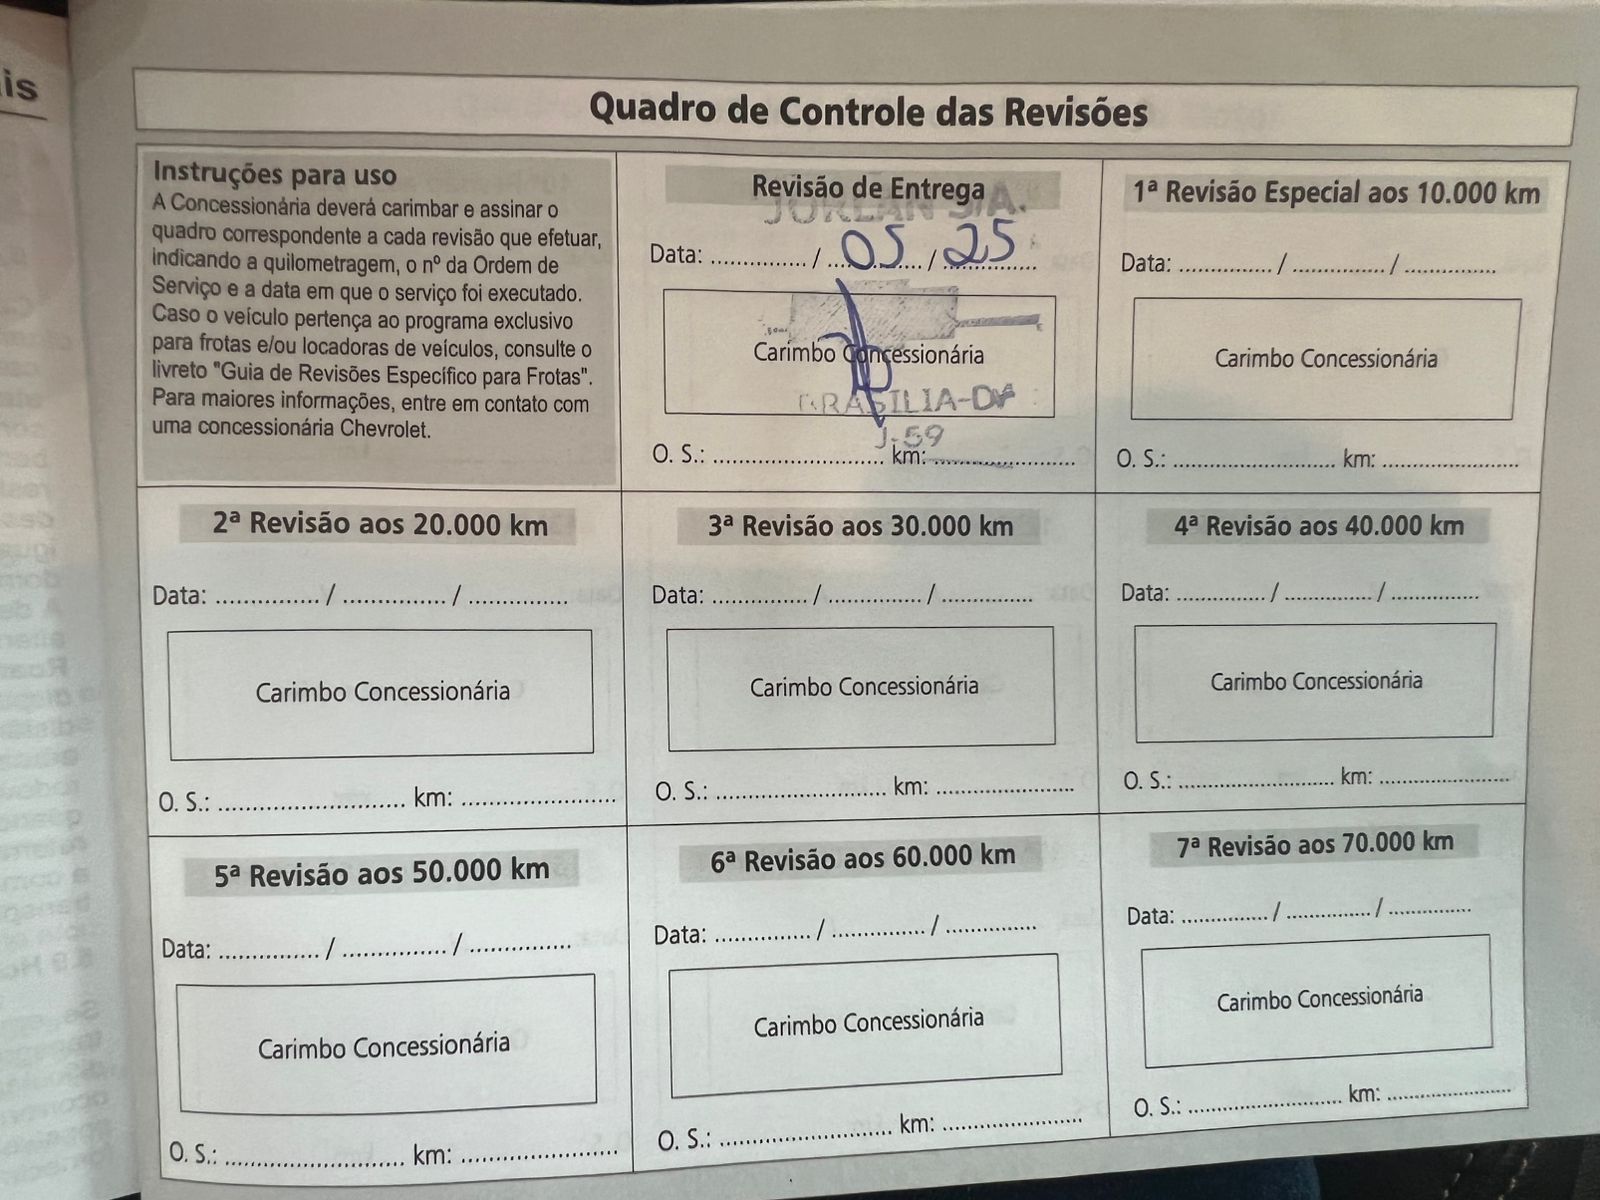 is
Quadro de Controle das Revisões
Instruções para uso
A Concessionária deverá carimbar e assinar o
quadro correspondente a cada revisão que efetuar,
indicando a quilometragem, o nº da Ordem de
Serviço e a data em que o serviço foi executado.
Caso o veículo pertença ao programa exclusivo
para frotas e/ou locadoras de veículos, consulte o
livreto "Guia de Revisões Específico para Frotas".
Para maiores informações, entre em contato com
uma concessionária Chevrolet.
Revisão de Entrega
JORLAN S/A.
Data: ............... / 05 / 25
Carimbo Concessionária
BRASILIA-DF
J-59
O. S.: ............................. km: ........................
1ª Revisão Especial aos 10.000 km
Data: ................ / ................ / ................
Carimbo Concessionária
O. S.: ............................. km: ........................
2ª Revisão aos 20.000 km
Data: ................ / ................ / ................
Carimbo Concessionária
O. S.: ............................. km: ........................
3ª Revisão aos 30.000 km
Data: ................ / ................ / ................
Carimbo Concessionária
O. S.: ............................. km: ........................
4ª Revisão aos 40.000 km
Data: ................ / ................ / ................
Carimbo Concessionária
O. S.: ............................. km: ........................
5ª Revisão aos 50.000 km
Data: ................ / ................ / ................
Carimbo Concessionária
O. S.: ............................. km: ........................
6ª Revisão aos 60.000 km
Data: ................ / ................ / ................
Carimbo Concessionária
O. S.: ............................. km: ........................
7ª Revisão aos 70.000 km
Data: ................ / ................ / ................
Carimbo Concessionária
O. S.: ............................. km: ........................